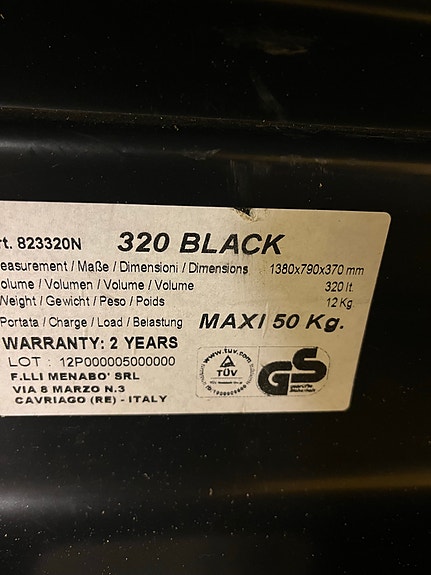 rt. 823320N 320 BLACK
easurement / Maße / Dimensioni / Dimensions 1380x790x370 mm
olume / Volumen / Volume / Volume 320 lt.
Weight / Gewicht / Peso / Poids 12 Kg
Portata / Charge / Load / Belastung MAXI 50 Kg.
WARRANTY: 2 YEARS
LOT : 12P000005000000
F.LLI MENABO' SRL
VIA 8 MARZO N.3
CAVRIAGO (RE) - ITALY
www.tuv.com
TÜV
GS
geprüfte
Sicherheit